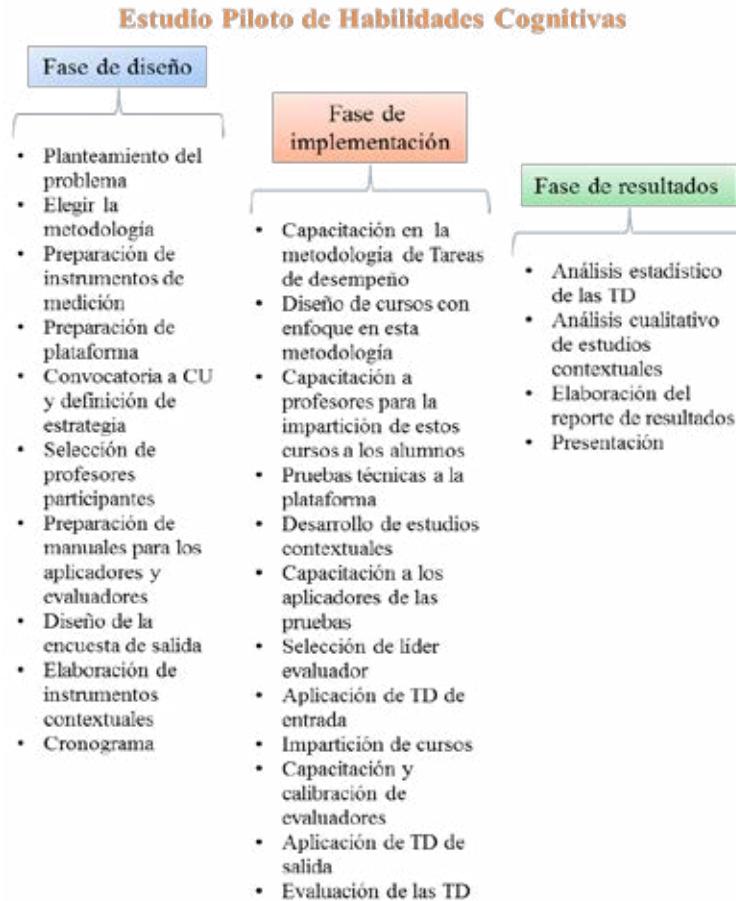 Estudio Piloto de Habilidades Cognitivas
Fase de diseño
• Planteamiento del
problema
• Elegir la
metodología
• Preparación de
instrumentos de
medición
• Preparación de
plataforma
• Convocatoria a CU
y definición de
estrategia
• Selección de
profesores
participantes
• Preparación de
manuales para los
aplicadores y
evaluadores
• Diseño de la
encuesta de salida
• Elaboración de
instrumentos
contextuales
• Cronograma
Fase de
implementación
• Capacitación en la
metodología de Tareas
de desempeño
• Diseño de cursos con
enfoque en esta
metodología
• Capacitación a
profesores para la
impartición de estos
cursos a los alumnos
• Pruebas técnicas a la
plataforma
• Desarrollo de estudios
contextuales
• Capacitación a los
aplicadores de las
pruebas
• Selección de líder
evaluador
• Aplicación de TD de
entrada
• Impartición de cursos
• Capacitación y
calibración de
evaluadores
• Aplicación de TD de
salida
• Evaluación de las TD
Fase de resultados
• Análisis estadístico
de las TD
• Análisis cualitativo
de estudios
contextuales
• Elaboración del
reporte de resultados
• Presentación